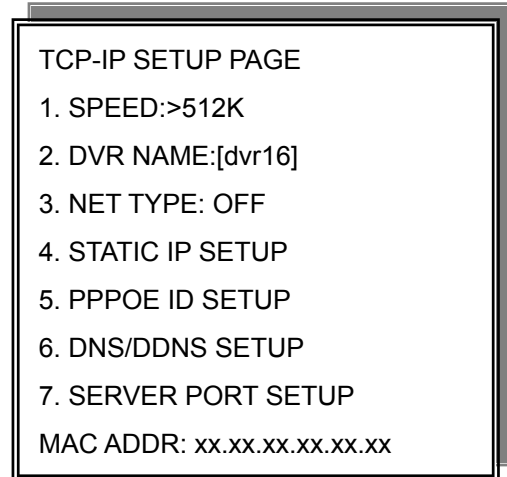 TCP-IP SETUP PAGE
1. SPEED:>512K
2. DVR NAME:[dvr16]
3. NET TYPE: OFF
4. STATIC IP SETUP
5. PPPOE ID SETUP
6. DNS/DDNS SETUP
7. SERVER PORT SETUP
MAC ADDR: xx.xx.xx.xx.xx.xx